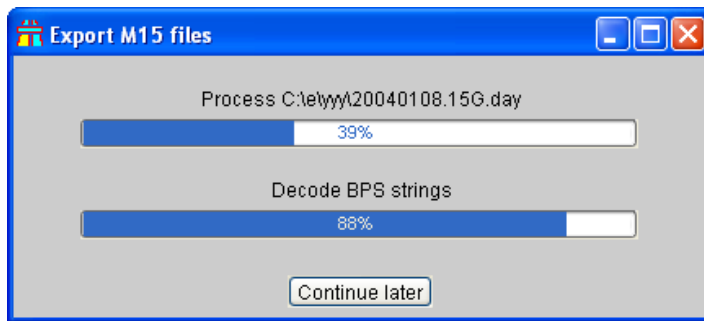 Export M15 files
Process C:\e\yyy\20040108.15G.day
39%
Decode BPS strings
88%
Continue later